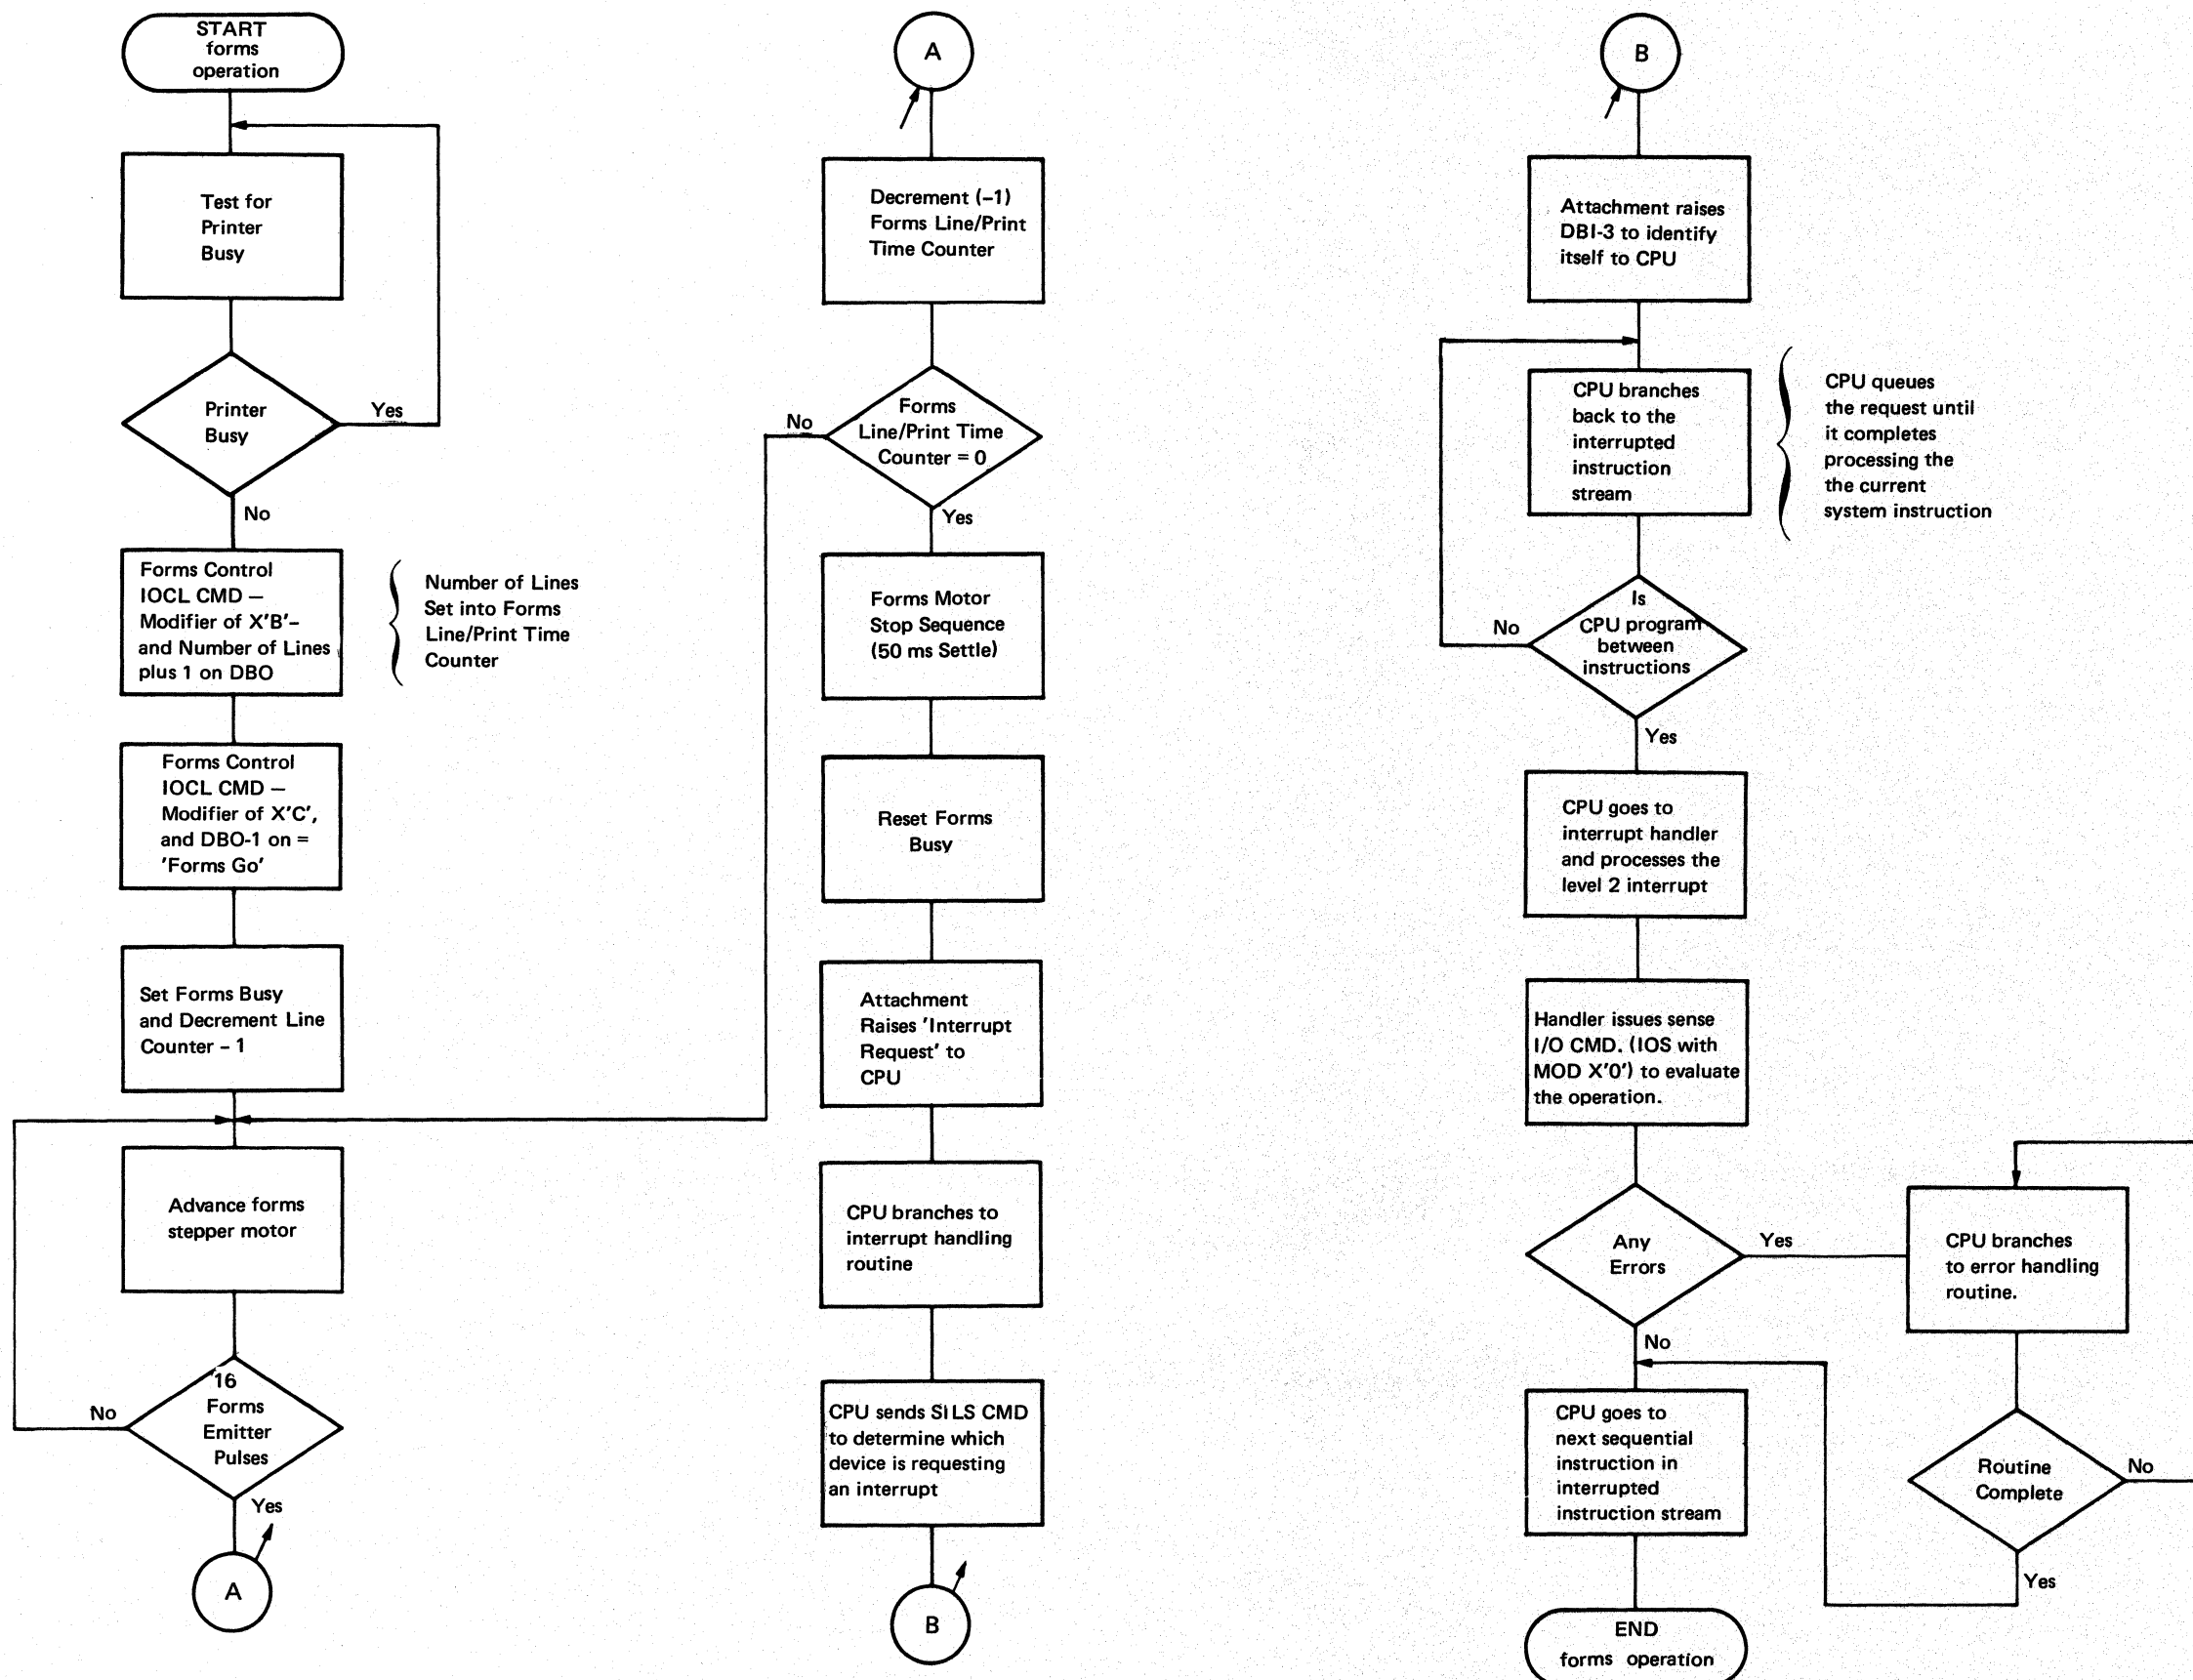 START
forms
operation
Test for
Printer
Busy
Printer
Busy
Yes
No
Forms Control
IOCL CMD —
Modifier of X'B'–
and Number of Lines
plus 1 on DBO
Number of Lines
Set into Forms
Line/Print Time
Counter
Forms Control
IOCL CMD —
Modifier of X'C',
and DBO-1 on =
'Forms Go'
Set Forms Busy
and Decrement Line
Counter – 1
Advance forms
stepper motor
16
Forms
Emitter
Pulses
No
Yes
A
A
Decrement (–1)
Forms Line/Print
Time Counter
Forms
Line/Print Time
Counter = 0
No
Yes
Forms Motor
Stop Sequence
(50 ms Settle)
Reset Forms
Busy
Attachment
Raises 'Interrupt
Request' to
CPU
CPU branches to
interrupt handling
routine
CPU sends SILS CMD
to determine which
device is requesting
an interrupt
B
B
Attachment raises
DBI-3 to identify
itself to CPU
CPU branches
back to the
interrupted
instruction
stream
CPU queues
the request until
it completes
processing the
the current
system instruction
Is
CPU program
between
instructions
No
Yes
CPU goes to
interrupt handler
and processes the
level 2 interrupt
Handler issues sense
I/O CMD. (IOS with
MOD X'0') to evaluate
the operation.
Any
Errors
Yes
No
CPU branches
to error handling
routine.
Routine
Complete
No
Yes
CPU goes to
next sequential
instruction in
interrupted
instruction stream
END
forms operation